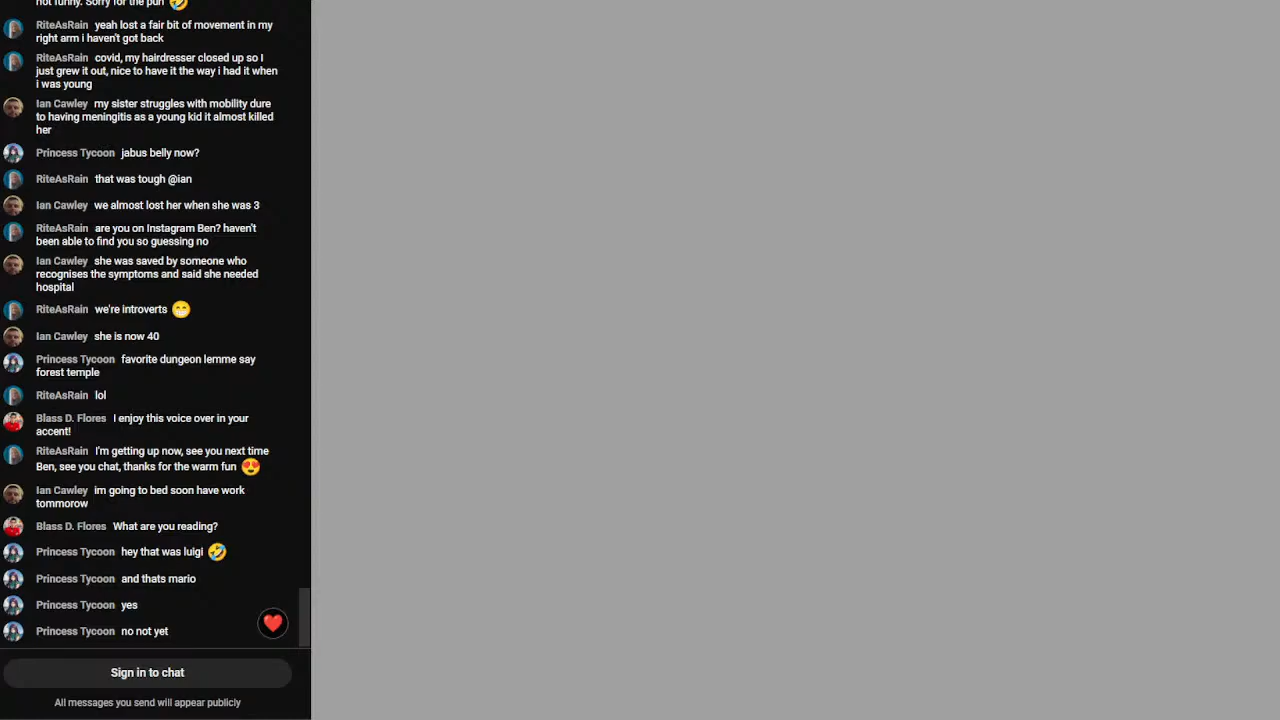 not funny. Sorry for the pun 🤣
RiteAsRain yeah lost a fair bit of movement in my
right arm i haven't got back
RiteAsRain covid, my hairdresser closed up so I
just grew it out, nice to have it the way i had it when
i was young
Ian Cawley my sister struggles with mobility dure
to having meningitis as a young kid it almost killed
her
Princess Tycoon jabus belly now?
RiteAsRain that was tough @ian
Ian Cawley we almost lost her when she was 3
RiteAsRain are you on Instagram Ben? haven't
been able to find you so guessing no
Ian Cawley she was saved by someone who
recognises the symptoms and said she needed
hospital
RiteAsRain we're introverts 😁
Ian Cawley she is now 40
Princess Tycoon favorite dungeon lemme say
forest temple
RiteAsRain lol
Blass D. Flores I enjoy this voice over in your
accent!
RiteAsRain I'm getting up now, see you next time
Ben, see you chat, thanks for the warm fun 😍
Ian Cawley im going to bed soon have work
tommorow
Blass D. Flores What are you reading?
Princess Tycoon hey that was luigi 🤣
Princess Tycoon and thats mario
Princess Tycoon yes
Princess Tycoon no not yet
Sign in to chat
All messages you send will appear publicly